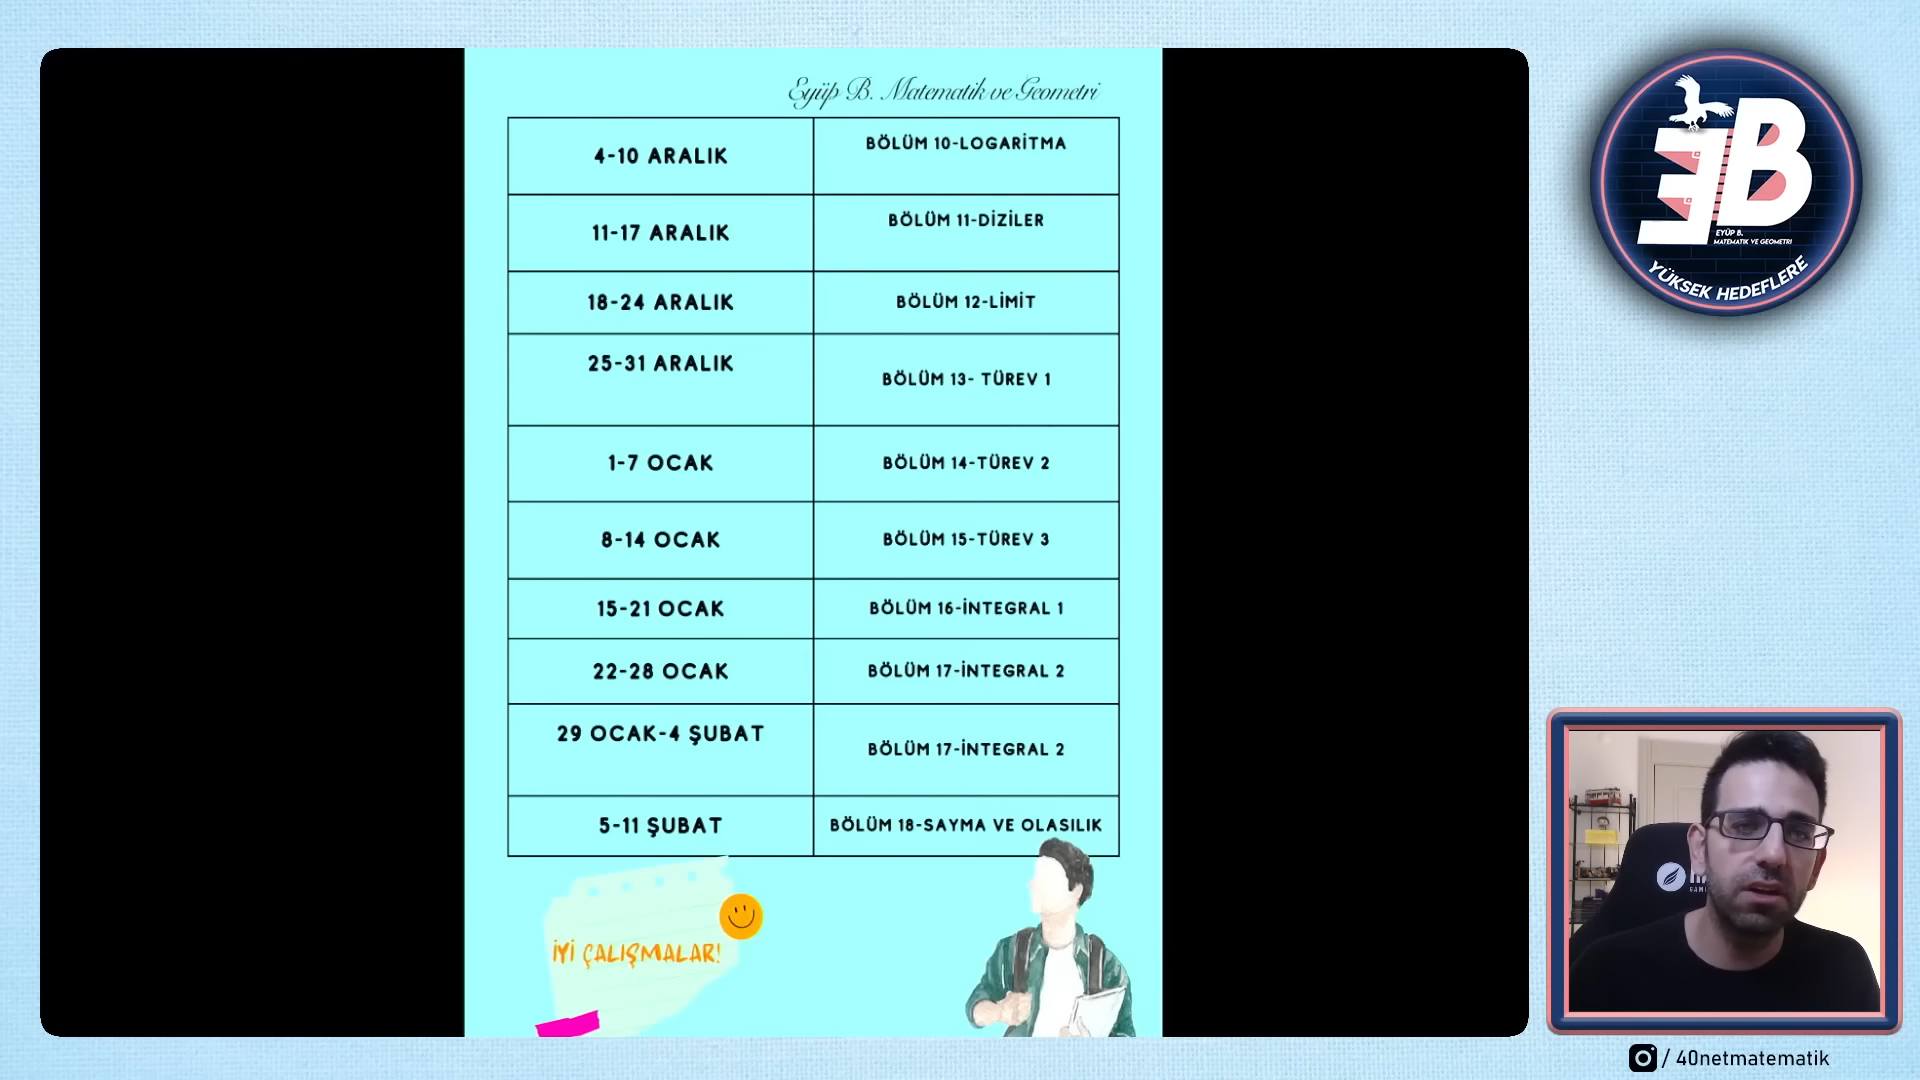 Eyüp B. Matematik ve Geometri
4-10 ARALIK
BÖLÜM 10-LOGARİTMA
11-17 ARALIK
BÖLÜM 11-DİZİLER
18-24 ARALIK
BÖLÜM 12-LİMİT
25-31 ARALIK
BÖLÜM 13- TÜREV 1
1-7 OCAK
BÖLÜM 14-TÜREV 2
8-14 OCAK
BÖLÜM 15-TÜREV 3
15-21 OCAK
BÖLÜM 16-İNTEGRAL 1
22-28 OCAK
BÖLÜM 17-İNTEGRAL 2
29 OCAK-4 ŞUBAT
BÖLÜM 17-İNTEGRAL 2
5-11 ŞUBAT
BÖLÜM 18-SAYMA VE OLASILIK
İYİ ÇALIŞMALAR!
EB
EYÜP B.
MATEMATİK VE GEOMETRİ
YÜKSEK HEDEFLERE
/ 40netmatematik